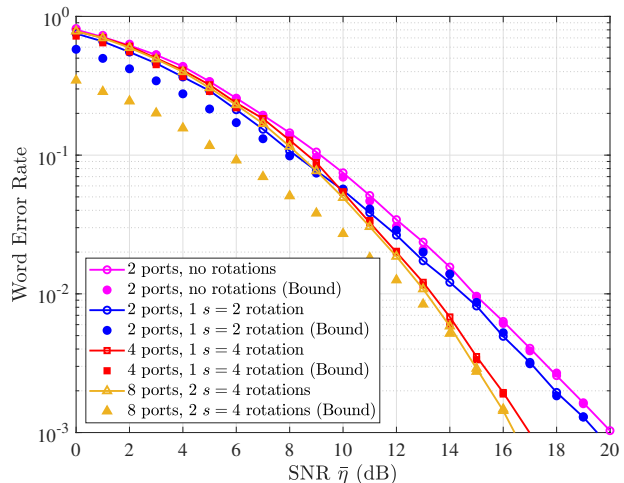 10^0
10^-1
10^-2
10^-3
Word Error Rate
2 ports, no rotations
2 ports, no rotations (Bound)
2 ports, 1 s = 2 rotation
2 ports, 1 s = 2 rotation (Bound)
4 ports, 1 s = 4 rotation
4 ports, 1 s = 4 rotation (Bound)
8 ports, 2 s = 4 rotations
8 ports, 2 s = 4 rotations (Bound)
0 2 4 6 8 10 12 14 16 18 20
SNR η̄ (dB)